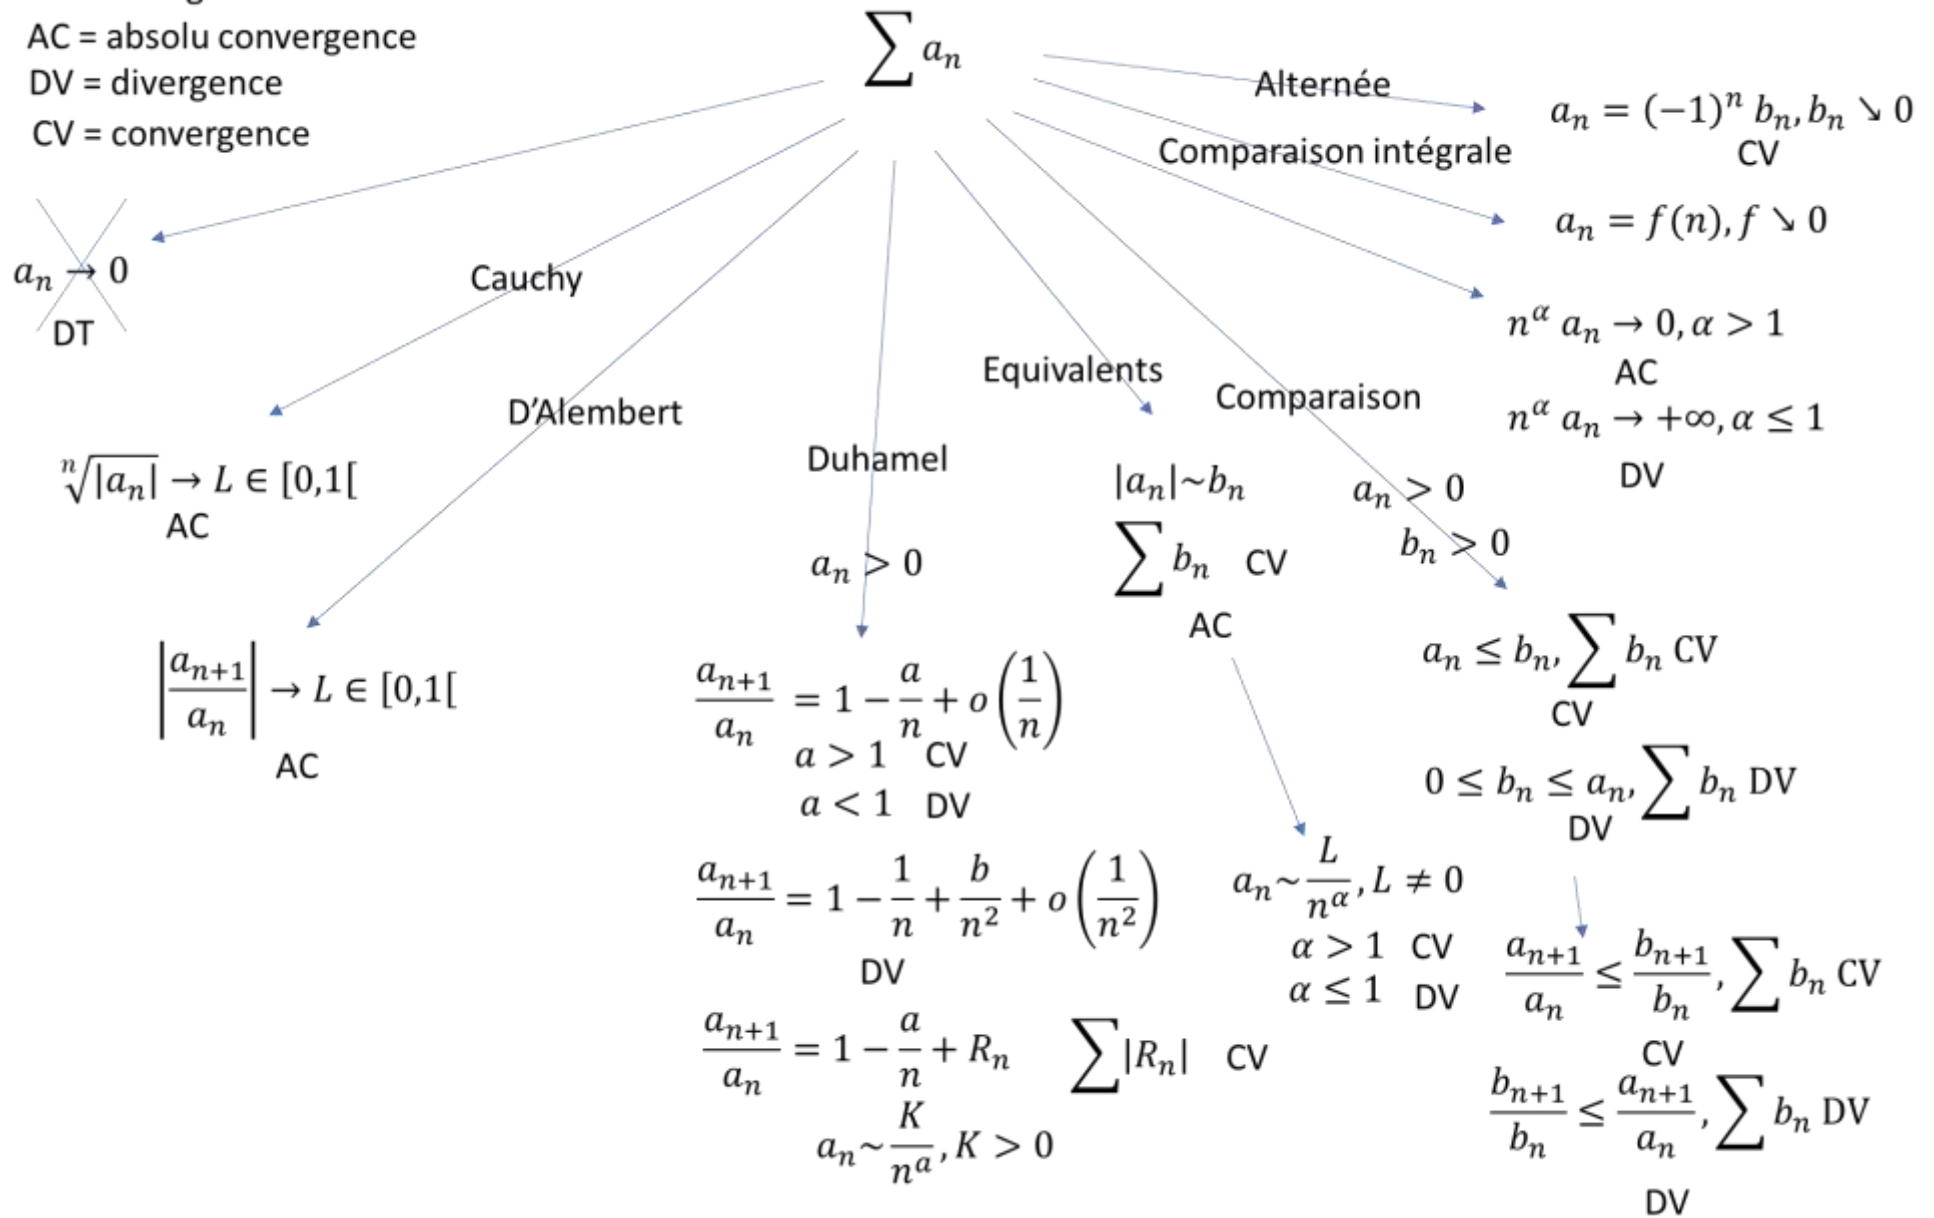 AC = absolu convergence
DV = divergence
CV = convergence
∑ aₙ
Alternée
aₙ = (−1)ⁿ bₙ, bₙ ↘ 0
CV
Comparaison intégrale
aₙ = f(n), f ↘ 0
nᵅ aₙ → 0, α > 1
AC
nᵅ aₙ → +∞, α ≤ 1
DV
aₙ → 0
DT
Cauchy
ⁿ√|aₙ| → L ∈ [0,1[
AC
D'Alembert
|aₙ₊₁/aₙ| → L ∈ [0,1[
AC
Duhamel
aₙ > 0
aₙ₊₁/aₙ = 1 − a/n + o(1/n)
a > 1 CV
a < 1 DV
aₙ₊₁/aₙ = 1 − 1/n + b/n² + o(1/n²)
DV
aₙ₊₁/aₙ = 1 − a/n + Rₙ ∑|Rₙ| CV
aₙ~K/nᵃ, K > 0
Equivalents
|aₙ|~bₙ
∑ bₙ CV
AC
aₙ~L/nᵅ, L ≠ 0
α > 1 CV
α ≤ 1 DV
Comparaison
aₙ > 0
bₙ > 0
aₙ ≤ bₙ, ∑ bₙ CV
CV
0 ≤ bₙ ≤ aₙ, ∑ bₙ DV
DV
aₙ₊₁/aₙ ≤ bₙ₊₁/bₙ, ∑ bₙ CV
CV
bₙ₊₁/bₙ ≤ aₙ₊₁/aₙ, ∑ bₙ DV
DV